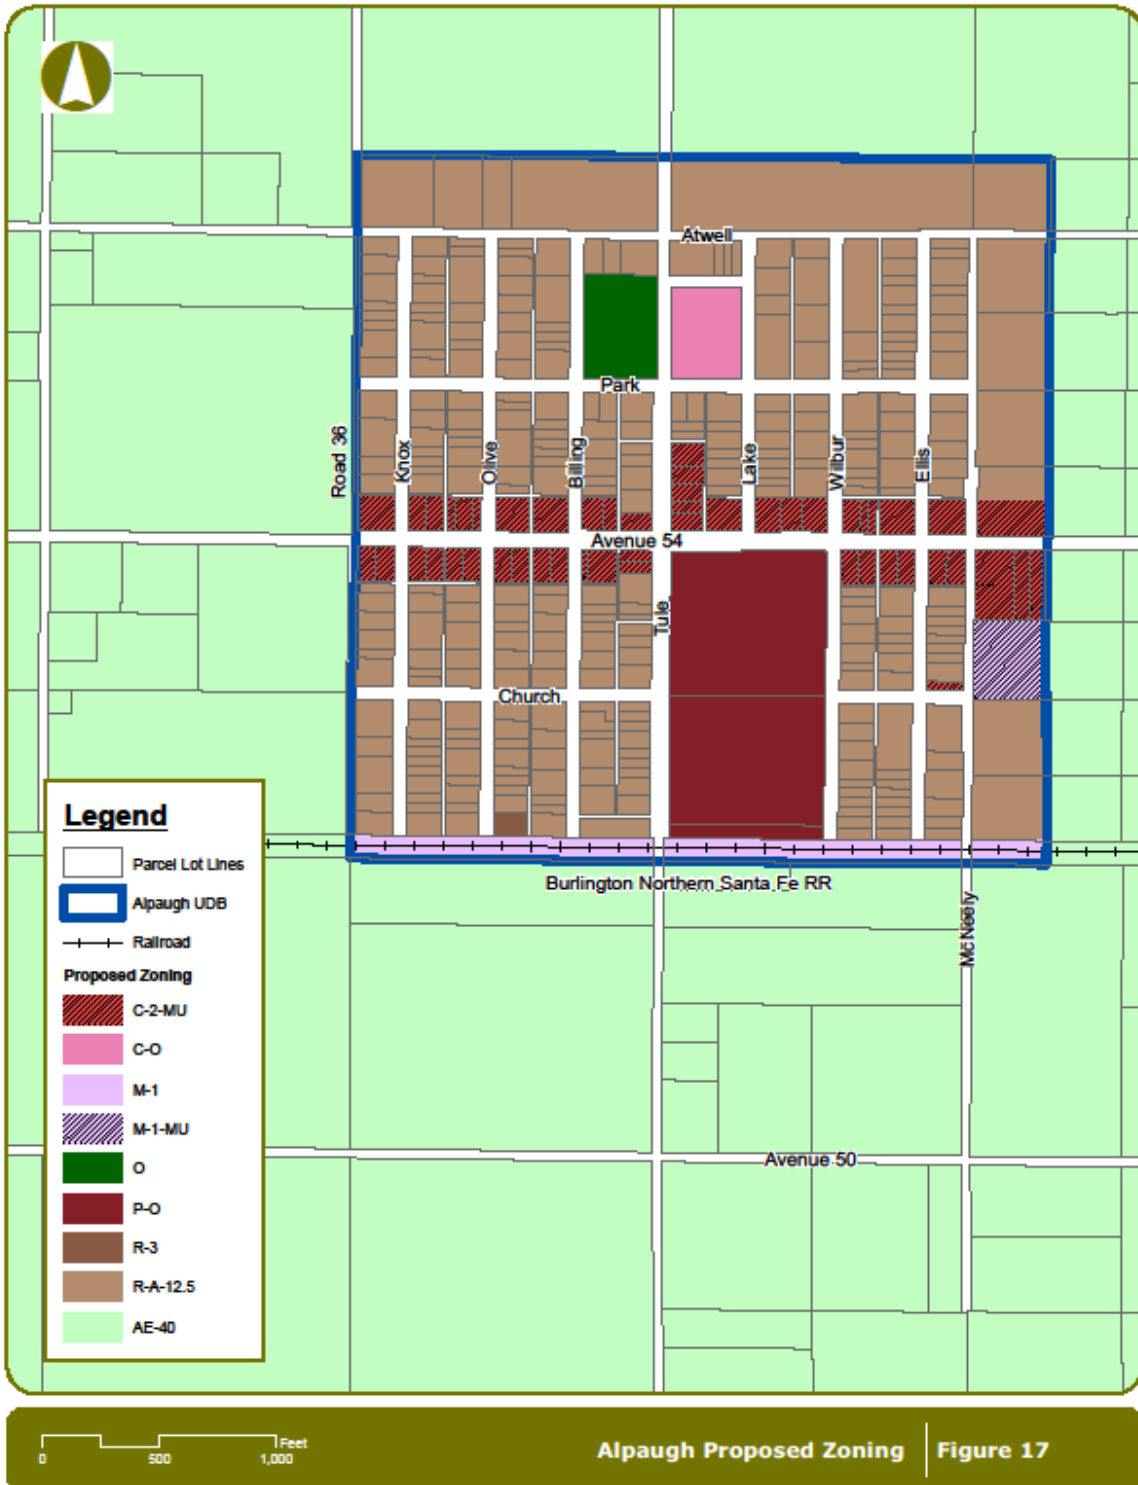 Atwell
Park
Road 36
Knox
Olive
Billing
Lake
Wilbur
Ellis
Avenue 54
Tule
Church
Burlington Northern Santa Fe RR
McNeely
Avenue 50
Legend
Parcel Lot Lines
Alpaugh UDB
Railroad
Proposed Zoning
C-2-MU
C-O
M-1
M-1-MU
O
P-O
R-3
R-A-12.5
AE-40
Feet
0 500 1,000
Alpaugh Proposed Zoning
Figure 17